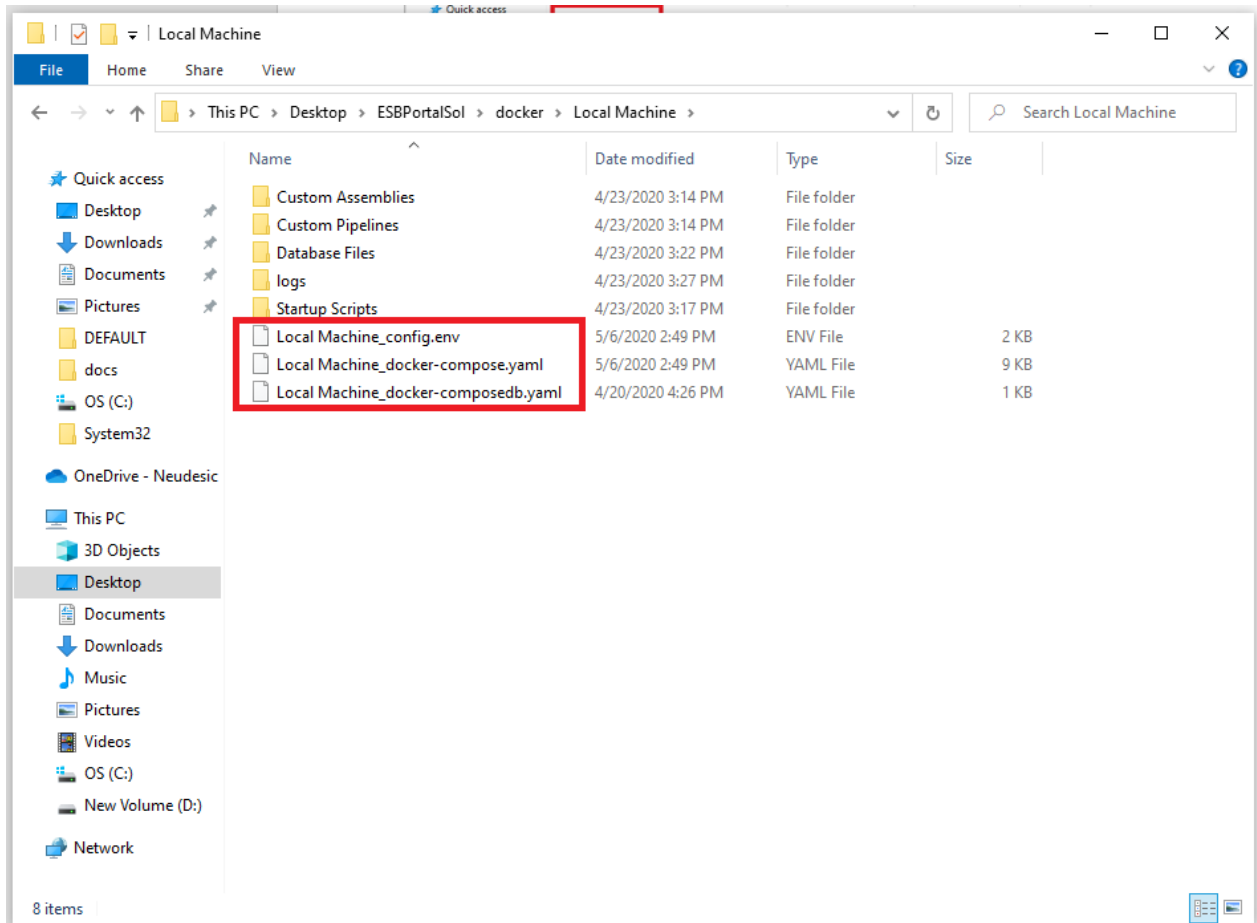 Quick access
Local Machine
File Home Share View
This PC > Desktop > ESBPortalSol > docker > Local Machine >
Search Local Machine
Name Date modified Type Size
Quick access
Desktop
Downloads
Documents
Pictures
DEFAULT
docs
OS (C:)
System32
OneDrive - Neudesic
This PC
3D Objects
Desktop
Documents
Downloads
Music
Pictures
Videos
OS (C:)
New Volume (D:)
Network
Custom Assemblies 4/23/2020 3:14 PM File folder
Custom Pipelines 4/23/2020 3:14 PM File folder
Database Files 4/23/2020 3:22 PM File folder
logs 4/23/2020 3:27 PM File folder
Startup Scripts 4/23/2020 3:17 PM File folder
Local Machine_config.env 5/6/2020 2:49 PM ENV File 2 KB
Local Machine_docker-compose.yaml 5/6/2020 2:49 PM YAML File 9 KB
Local Machine_docker-composedb.yaml 4/20/2020 4:26 PM YAML File 1 KB
8 items